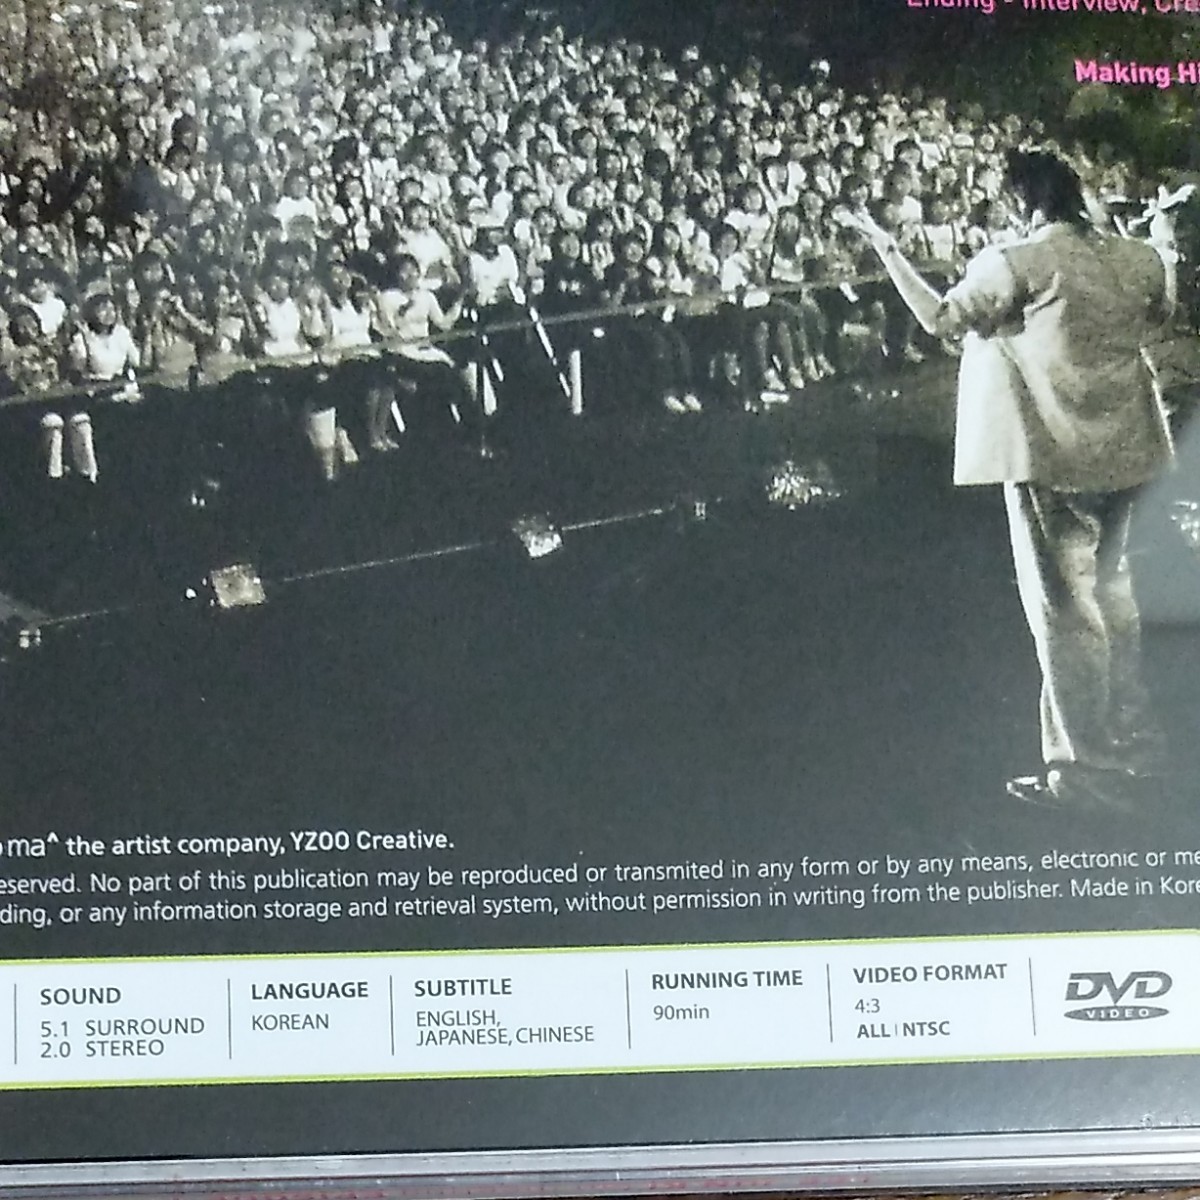 Ending - Interview,
Making
ma^ the artist company, YZOO Creative.
eserved. No part of this publication may be reproduced or transmited in any form or by any means, electronic or me
ding, or any information storage and retrieval system, without permission in writing from the publisher. Made in Kore
SOUND
5.1 SURROUND
2.0 STEREO
LANGUAGE
KOREAN
SUBTITLE
ENGLISH,
JAPANESE, CHINESE
RUNNING TIME
90min
VIDEO FORMAT
4:3
ALL | NTSC
DVD
VIDEO